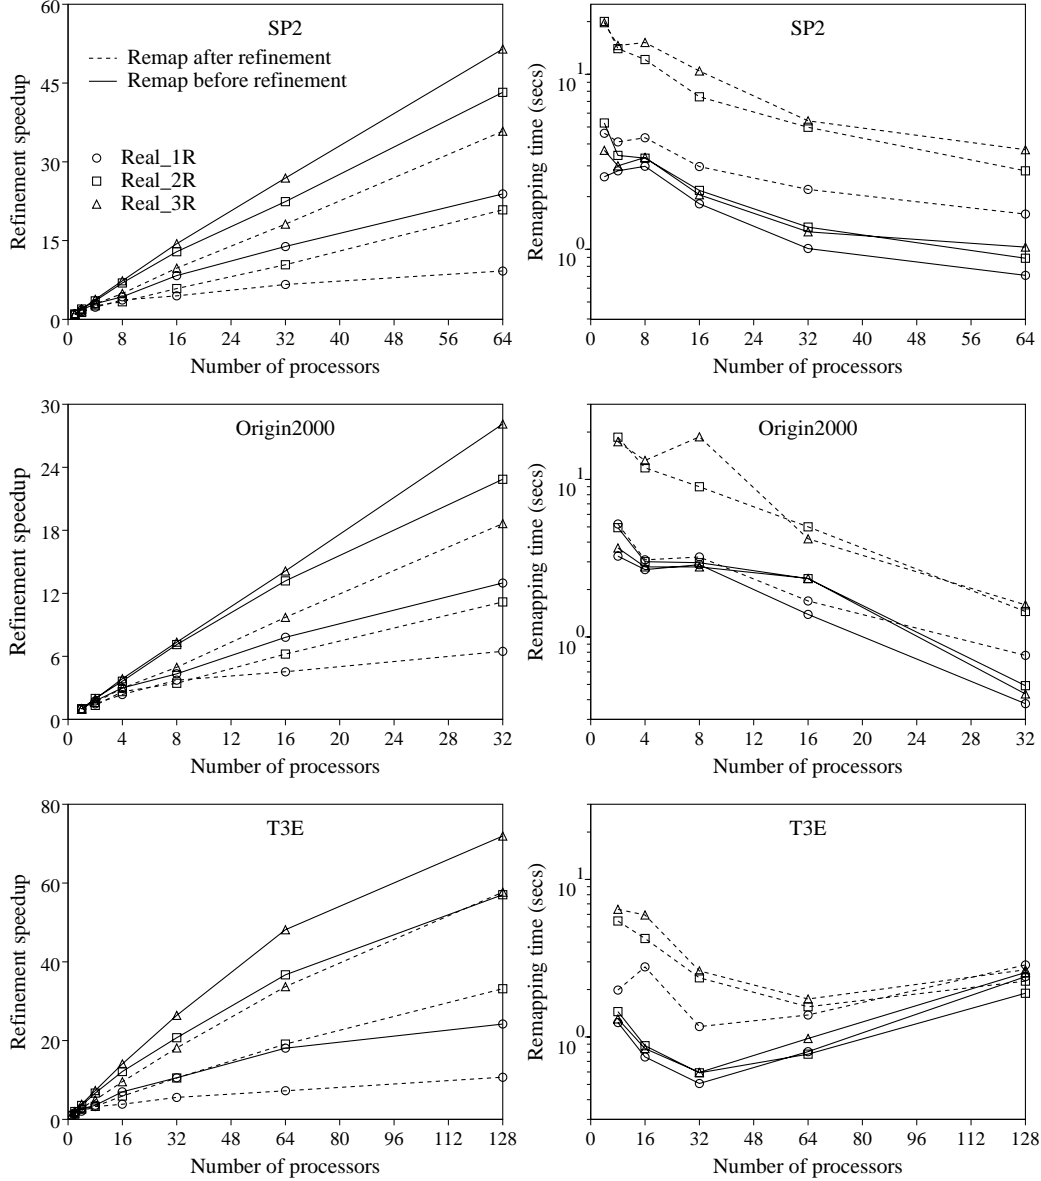 SP2
60
45
30
15
0
Refinement speedup
Remap after refinement
Remap before refinement
Real_1R
Real_2R
Real_3R
0 8 16 24 32 40 48 56 64
Number of processors
SP2
10^1
10^0
Remapping time (secs)
0 8 16 24 32 40 48 56 64
Number of processors
Origin2000
30
24
18
12
6
0
Refinement speedup
0 4 8 12 16 20 24 28 32
Number of processors
Origin2000
10^1
10^0
Remapping time (secs)
0 4 8 12 16 20 24 28 32
Number of processors
T3E
80
60
40
20
0
Refinement speedup
0 16 32 48 64 80 96 112 128
Number of processors
T3E
10^1
10^0
Remapping time (secs)
0 16 32 48 64 80 96 112 128
Number of processors